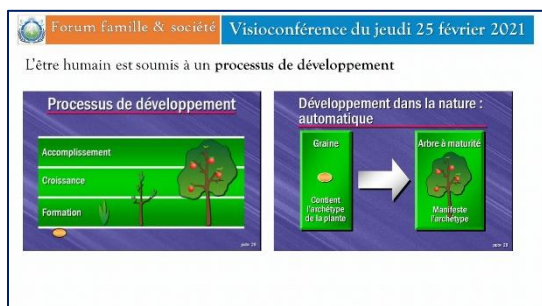 Forum famille & société
Visioconférence du jeudi 25 février 2021
L'être humain est soumis à un processus de développement
Processus de développement
Accomplissement
Croissance
Formation
Développement dans la nature :
automatique
Graine
Contient
l'archétype
de la plante
Arbre à maturité
Manifeste
l'archétype